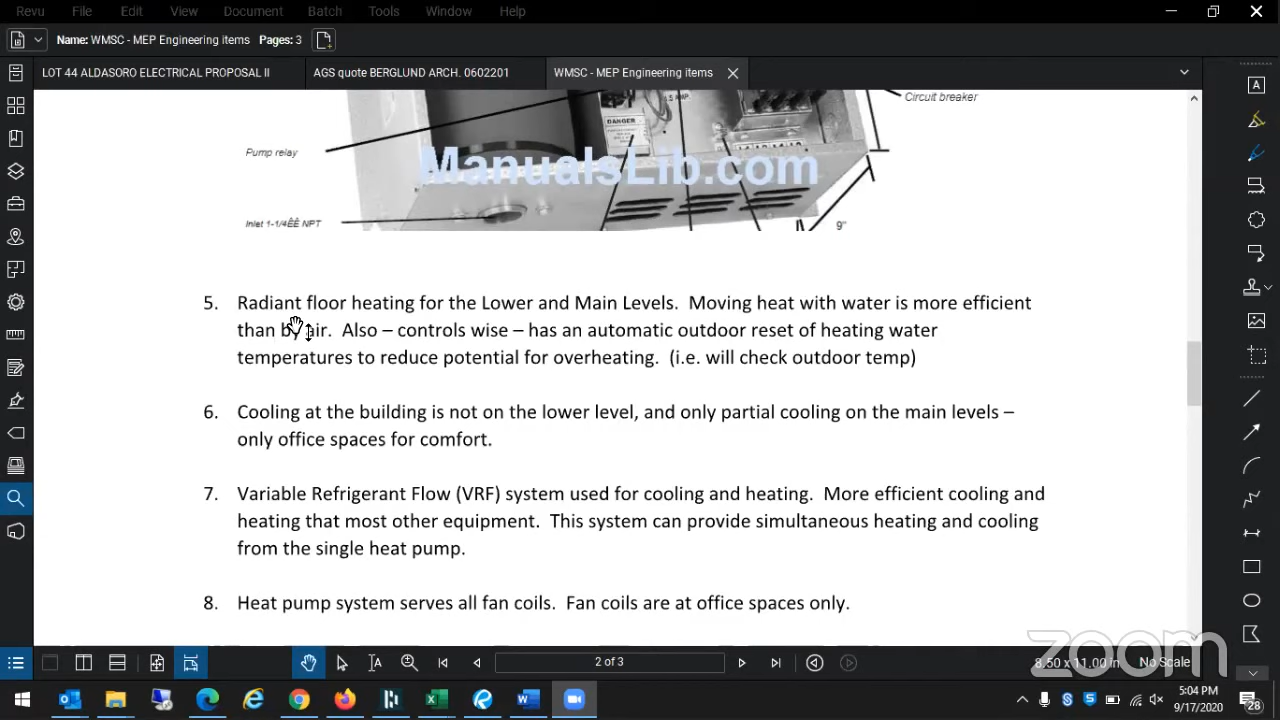 Revu File Edit View Document Batch Tools Window Help
Name: WMSC - MEP Engineering items Pages: 3
LOT 44 ALDASORO ELECTRICAL PROPOSAL II AGS quote BERGLUND ARCH. 0602201 WMSC - MEP Engineering items
Circuit breaker
DANGER
Pump relay
ManualsLib.com
Inlet 1-1/4ÊÊ NPT
9"
5. Radiant floor heating for the Lower and Main Levels. Moving heat with water is more efficient
than by air. Also – controls wise – has an automatic outdoor reset of heating water
temperatures to reduce potential for overheating. (i.e. will check outdoor temp)
6. Cooling at the building is not on the lower level, and only partial cooling on the main levels –
only office spaces for comfort.
7. Variable Refrigerant Flow (VRF) system used for cooling and heating. More efficient cooling and
heating that most other equipment. This system can provide simultaneous heating and cooling
from the single heat pump.
8. Heat pump system serves all fan coils. Fan coils are at office spaces only.
zoom
2 of 3
8.50 x 11.00 in No Scale
5:04 PM
9/17/2020
28